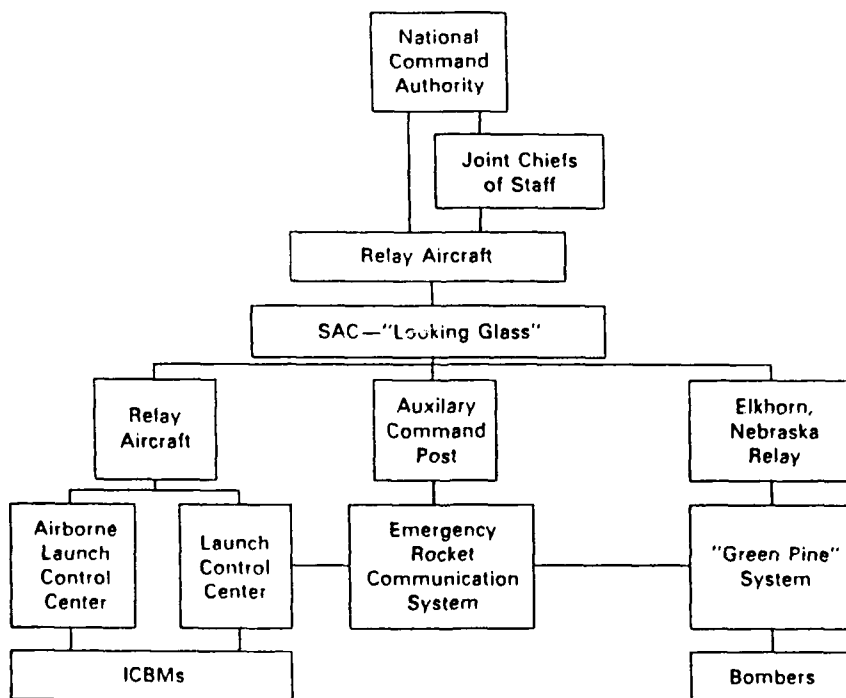 National
Command
Authority
Joint Chiefs
of Staff
Relay Aircraft
SAC—"Looking Glass"
Relay
Aircraft
Auxilary
Command
Post
Elkhorn,
Nebraska
Relay
Airborne
Launch
Control
Center
Launch
Control
Center
Emergency
Rocket
Communication
System
"Green Pine"
System
ICBMs
Bombers